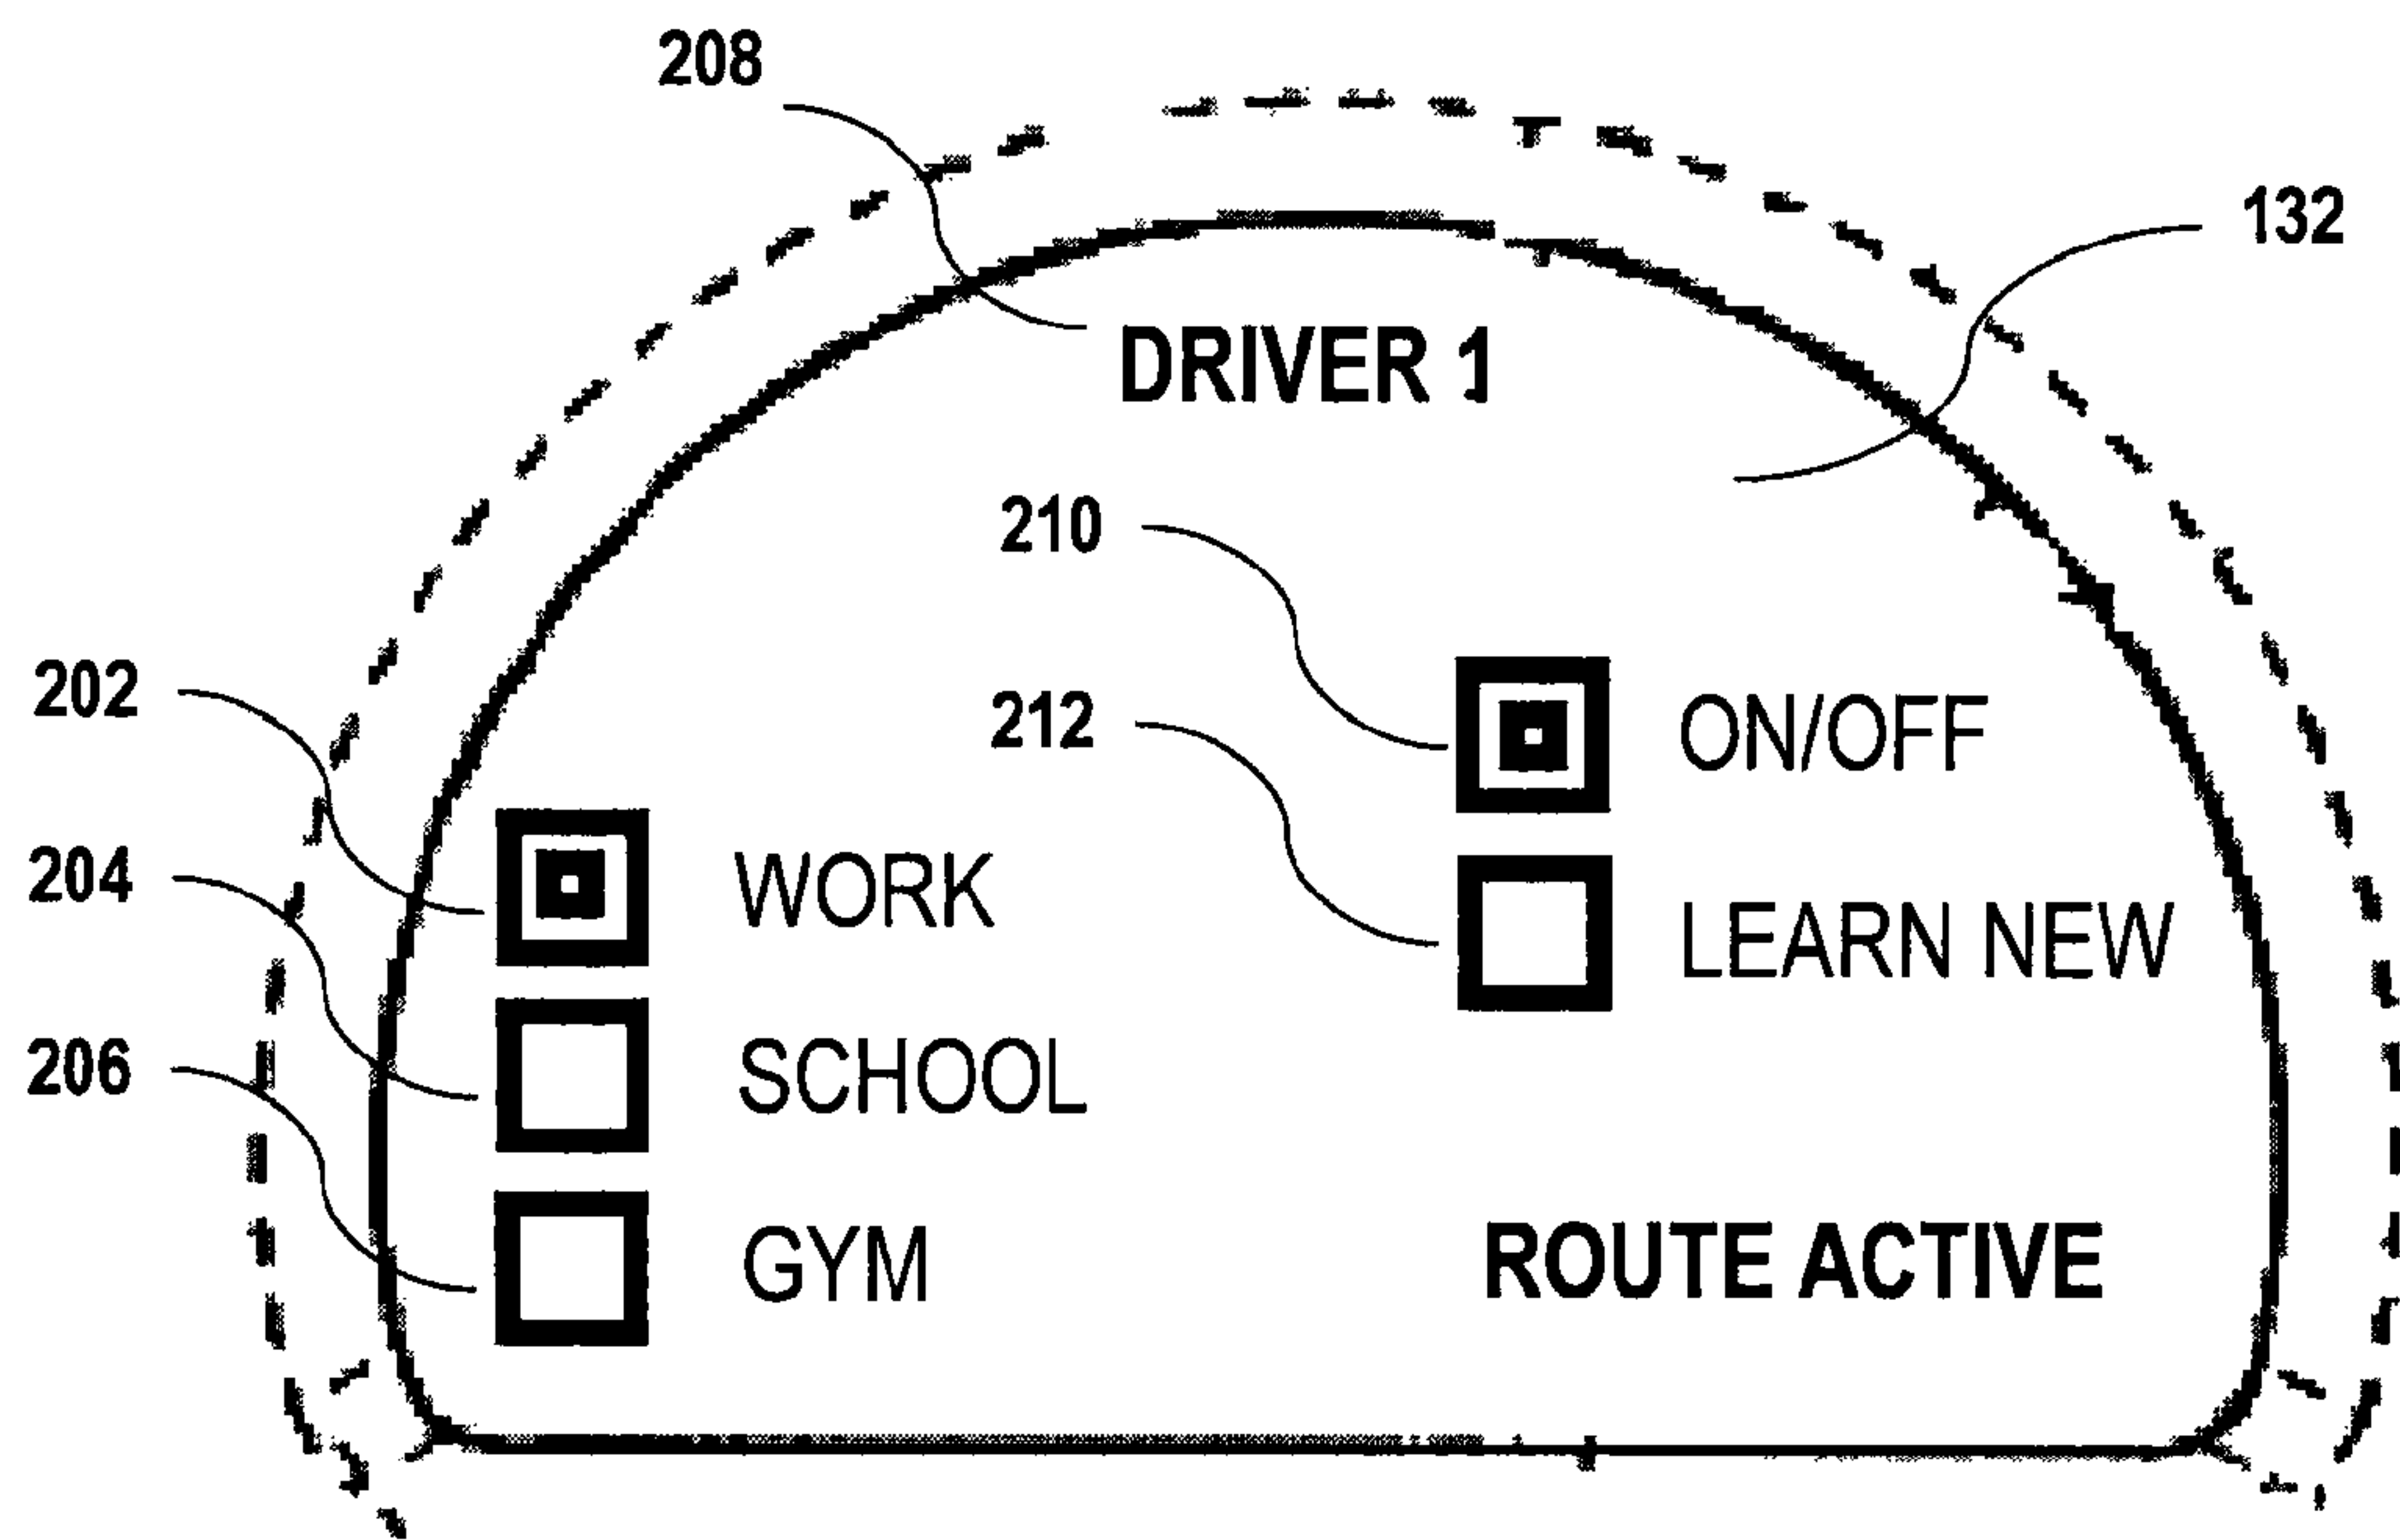 208
132
DRIVER 1
210
202
212
ON/OFF
204
WORK
LEARN NEW
206
SCHOOL
GYM
ROUTE ACTIVE